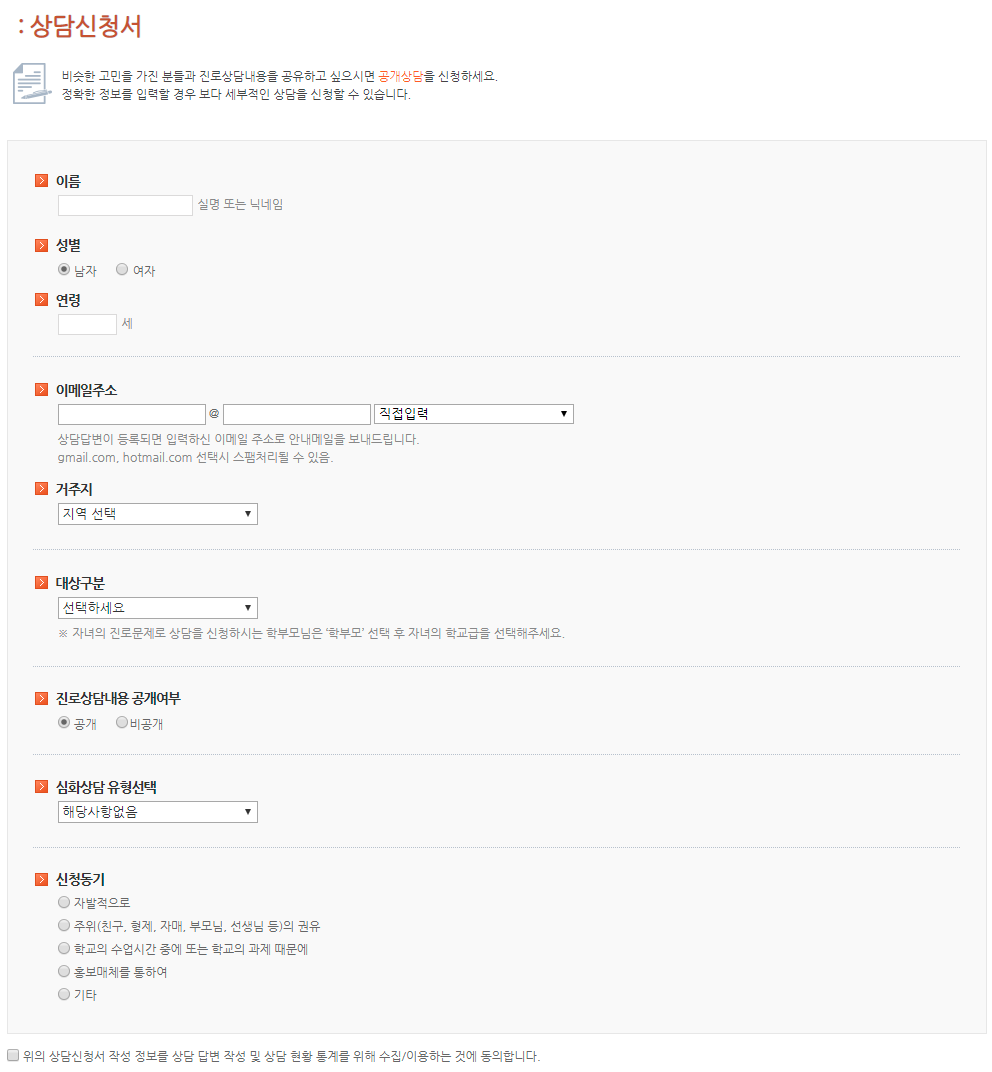 : 상담신청서
비슷한 고민을 가진 분들과 진로상담내용을 공유하고 싶으시면 공개상담을 신청하세요.
정확한 정보를 입력할 경우 보다 세부적인 상담을 신청할 수 있습니다.
이름
실명 또는 닉네임
성별
남자 여자
연령
세
이메일주소
@ 직접입력
상담답변이 등록되면 입력하신 이메일 주소로 안내메일을 보내드립니다.
gmail.com, hotmail.com 선택시 스팸처리될 수 있음.
거주지
지역 선택
대상구분
선택하세요
※ 자녀의 진로문제로 상담을 신청하시는 학부모님은 ‘학부모’ 선택 후 자녀의 학교급을 선택해주세요.
진로상담내용 공개여부
공개 비공개
심화상담 유형선택
해당사항없음
신청동기
자발적으로
주위(친구, 형제, 자매, 부모님, 선생님 등)의 권유
학교의 수업시간 중에 또는 학교의 과제 때문에
홍보매체를 통하여
기타
위의 상담신청서 작성 정보를 상담 답변 작성 및 상담 현황 통계를 위해 수집/이용하는 것에 동의합니다.